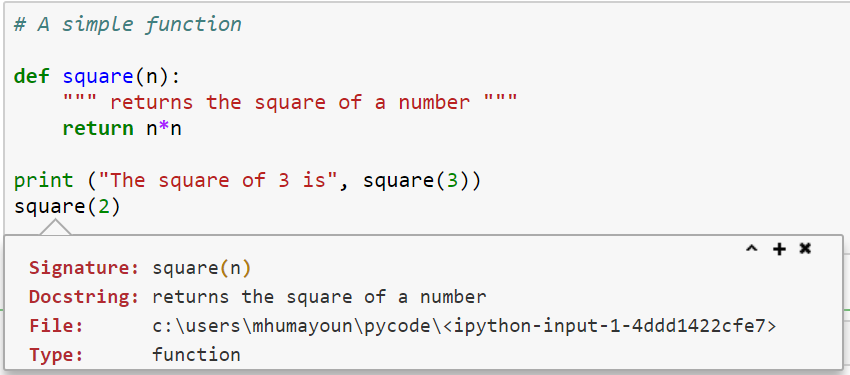 # A simple function
def square(n):
    """ returns the square of a number """
    return n*n
print ("The square of 3 is", square(3))
square(2)
Signature: square(n)
Docstring: returns the square of a number
File:      c:\users\mhumayoun\pycode\<ipython-input-1-4ddd1422cfe7>
Type:      function